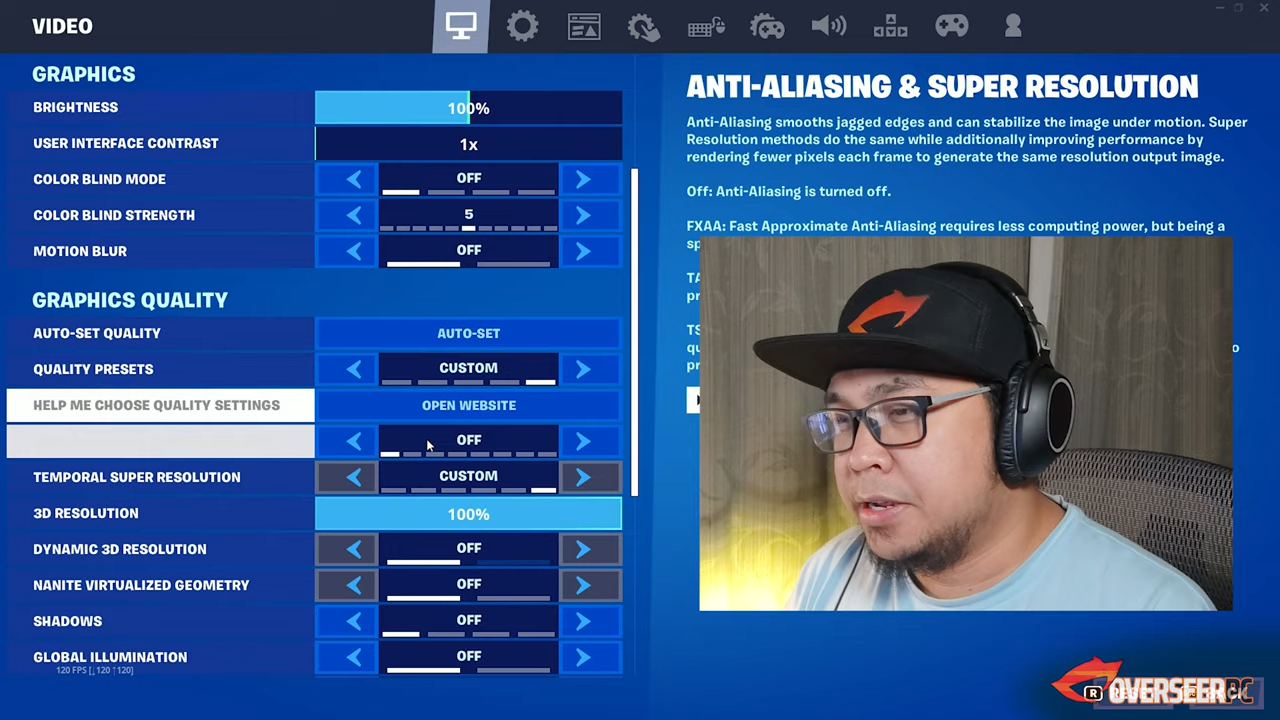 VIDEO
GRAPHICS
BRIGHTNESS
100%
USER INTERFACE CONTRAST
1x
COLOR BLIND MODE
OFF
COLOR BLIND STRENGTH
5
MOTION BLUR
OFF
GRAPHICS QUALITY
AUTO-SET QUALITY
AUTO-SET
QUALITY PRESETS
CUSTOM
HELP ME CHOOSE QUALITY SETTINGS
OPEN WEBSITE
OFF
TEMPORAL SUPER RESOLUTION
CUSTOM
3D RESOLUTION
100%
DYNAMIC 3D RESOLUTION
OFF
NANITE VIRTUALIZED GEOMETRY
OFF
SHADOWS
OFF
GLOBAL ILLUMINATION
OFF
120 FPS [↓120 ↑120]
ANTI-ALIASING & SUPER RESOLUTION
Anti-Aliasing smooths jagged edges and can stabilize the image under motion. Super
Resolution methods do the same while additionally improving performance by
rendering fewer pixels each frame to generate the same resolution output image.
Off: Anti-Aliasing is turned off.
FXAA: Fast Approximate Anti-Aliasing requires less computing power, but being a
OVERSEERPC
R